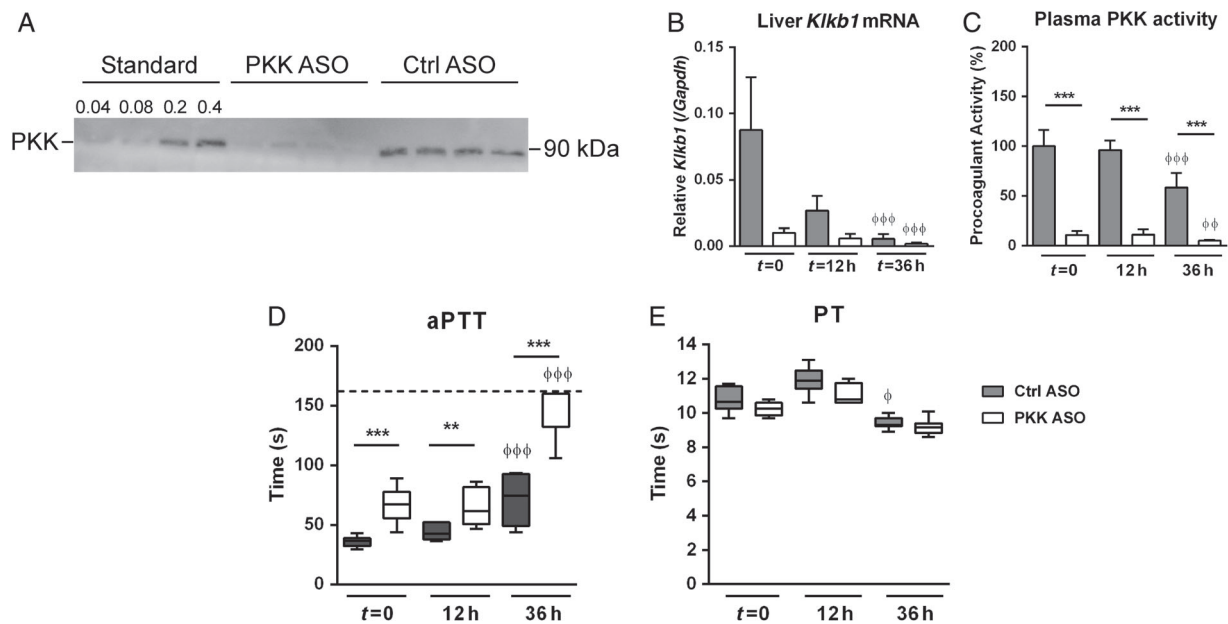 A
Standard
PKK ASO
Ctrl ASO
0.04 0.08 0.2 0.4
PKK
90 kDa
B
Liver Klkb1 mRNA
Relative Klkb1 (/Gapdh)
0.15
0.10
0.05
0.00
ϕϕϕ
ϕϕϕ
t=0
t=12 h
t=36 h
C
Plasma PKK activity
Procoagulant Activity (%)
200
150
100
50
0
***
***
***
ϕϕϕ
ϕϕ
t=0
12 h
36 h
D
aPTT
Time (s)
200
150
100
50
0
***
**
***
ϕϕϕ
ϕϕϕ
t=0
12 h
36 h
E
PT
Time (s)
14
12
10
8
6
4
2
0
ϕ
t=0
12 h
36 h
Ctrl ASO
PKK ASO